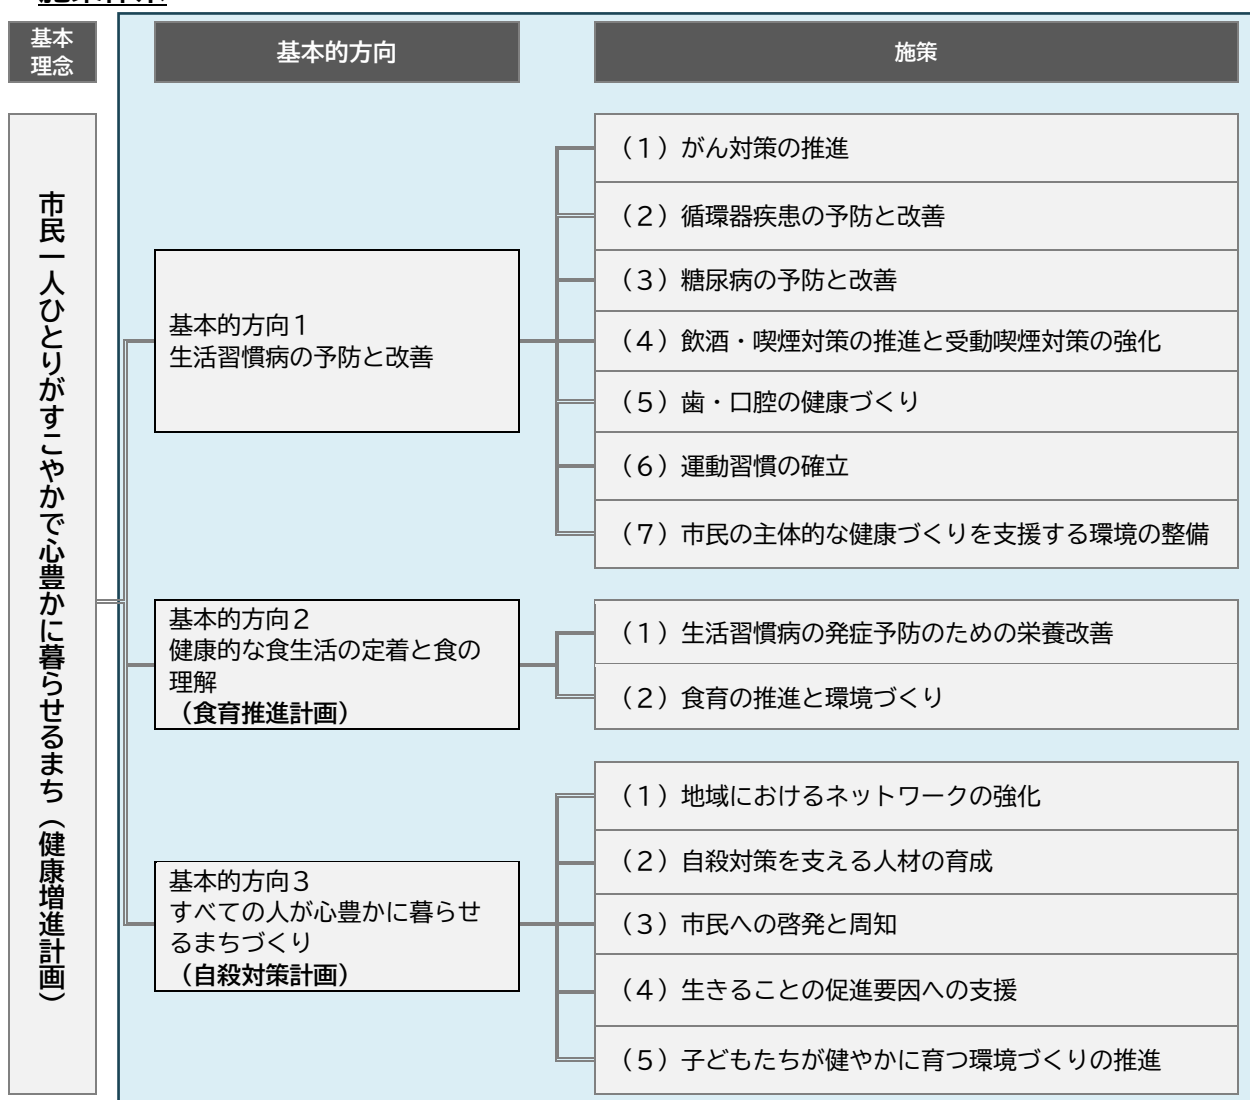 施策体系
基本
理念
基本的方向
施策
市民一人ひとりがすこやかで心豊かに暮らせるまち（健康増進計画）
基本的方向１
生活習慣病の予防と改善
（１）がん対策の推進
（２）循環器疾患の予防と改善
（３）糖尿病の予防と改善
（４）飲酒・喫煙対策の推進と受動喫煙対策の強化
（５）歯・口腔の健康づくり
（６）運動習慣の確立
（７）市民の主体的な健康づくりを支援する環境の整備
基本的方向２
健康的な食生活の定着と食の
理解
（食育推進計画）
（１）生活習慣病の発症予防のための栄養改善
（２）食育の推進と環境づくり
基本的方向３
すべての人が心豊かに暮らせ
るまちづくり
（自殺対策計画）
（１）地域におけるネットワークの強化
（２）自殺対策を支える人材の育成
（３）市民への啓発と周知
（４）生きることの促進要因への支援
（５）子どもたちが健やかに育つ環境づくりの推進